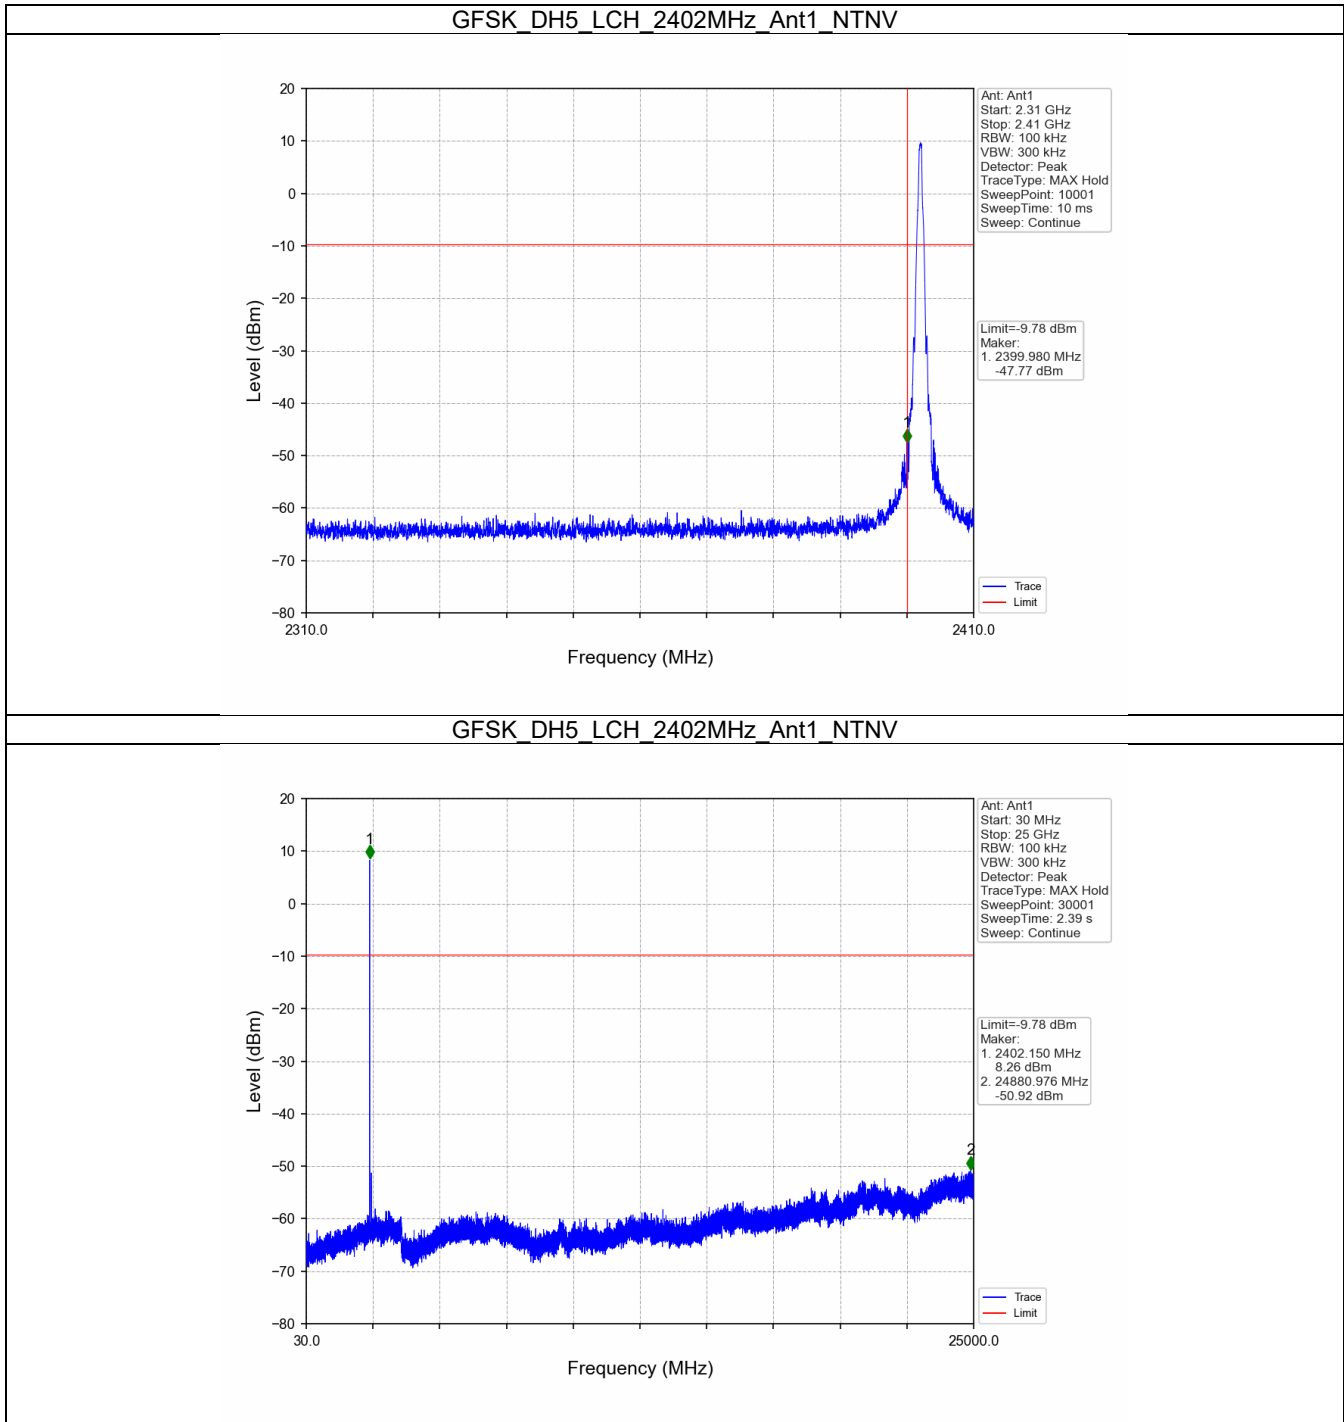 GFSK_DH5_LCH_2402MHz_Ant1_NTNV
20
10
0
−10
−20
−30
−40
−50
−60
−70
−80
Level (dBm)
2310.0
2410.0
Frequency (MHz)
1
Ant: Ant1
Start: 2.31 GHz
Stop: 2.41 GHz
RBW: 100 kHz
VBW: 300 kHz
Detector: Peak
TraceType: MAX Hold
SweepPoint: 10001
SweepTime: 10 ms
Sweep: Continue
Limit=-9.78 dBm
Maker:
1. 2399.980 MHz
-47.77 dBm
Trace
Limit
GFSK_DH5_LCH_2402MHz_Ant1_NTNV
20
10
0
−10
−20
−30
−40
−50
−60
−70
−80
Level (dBm)
30.0
25000.0
Frequency (MHz)
1
2
Ant: Ant1
Start: 30 MHz
Stop: 25 GHz
RBW: 100 kHz
VBW: 300 kHz
Detector: Peak
TraceType: MAX Hold
SweepPoint: 30001
SweepTime: 2.39 s
Sweep: Continue
Limit=-9.78 dBm
Maker:
1. 2402.150 MHz
8.26 dBm
2. 24880.976 MHz
-50.92 dBm
Trace
Limit